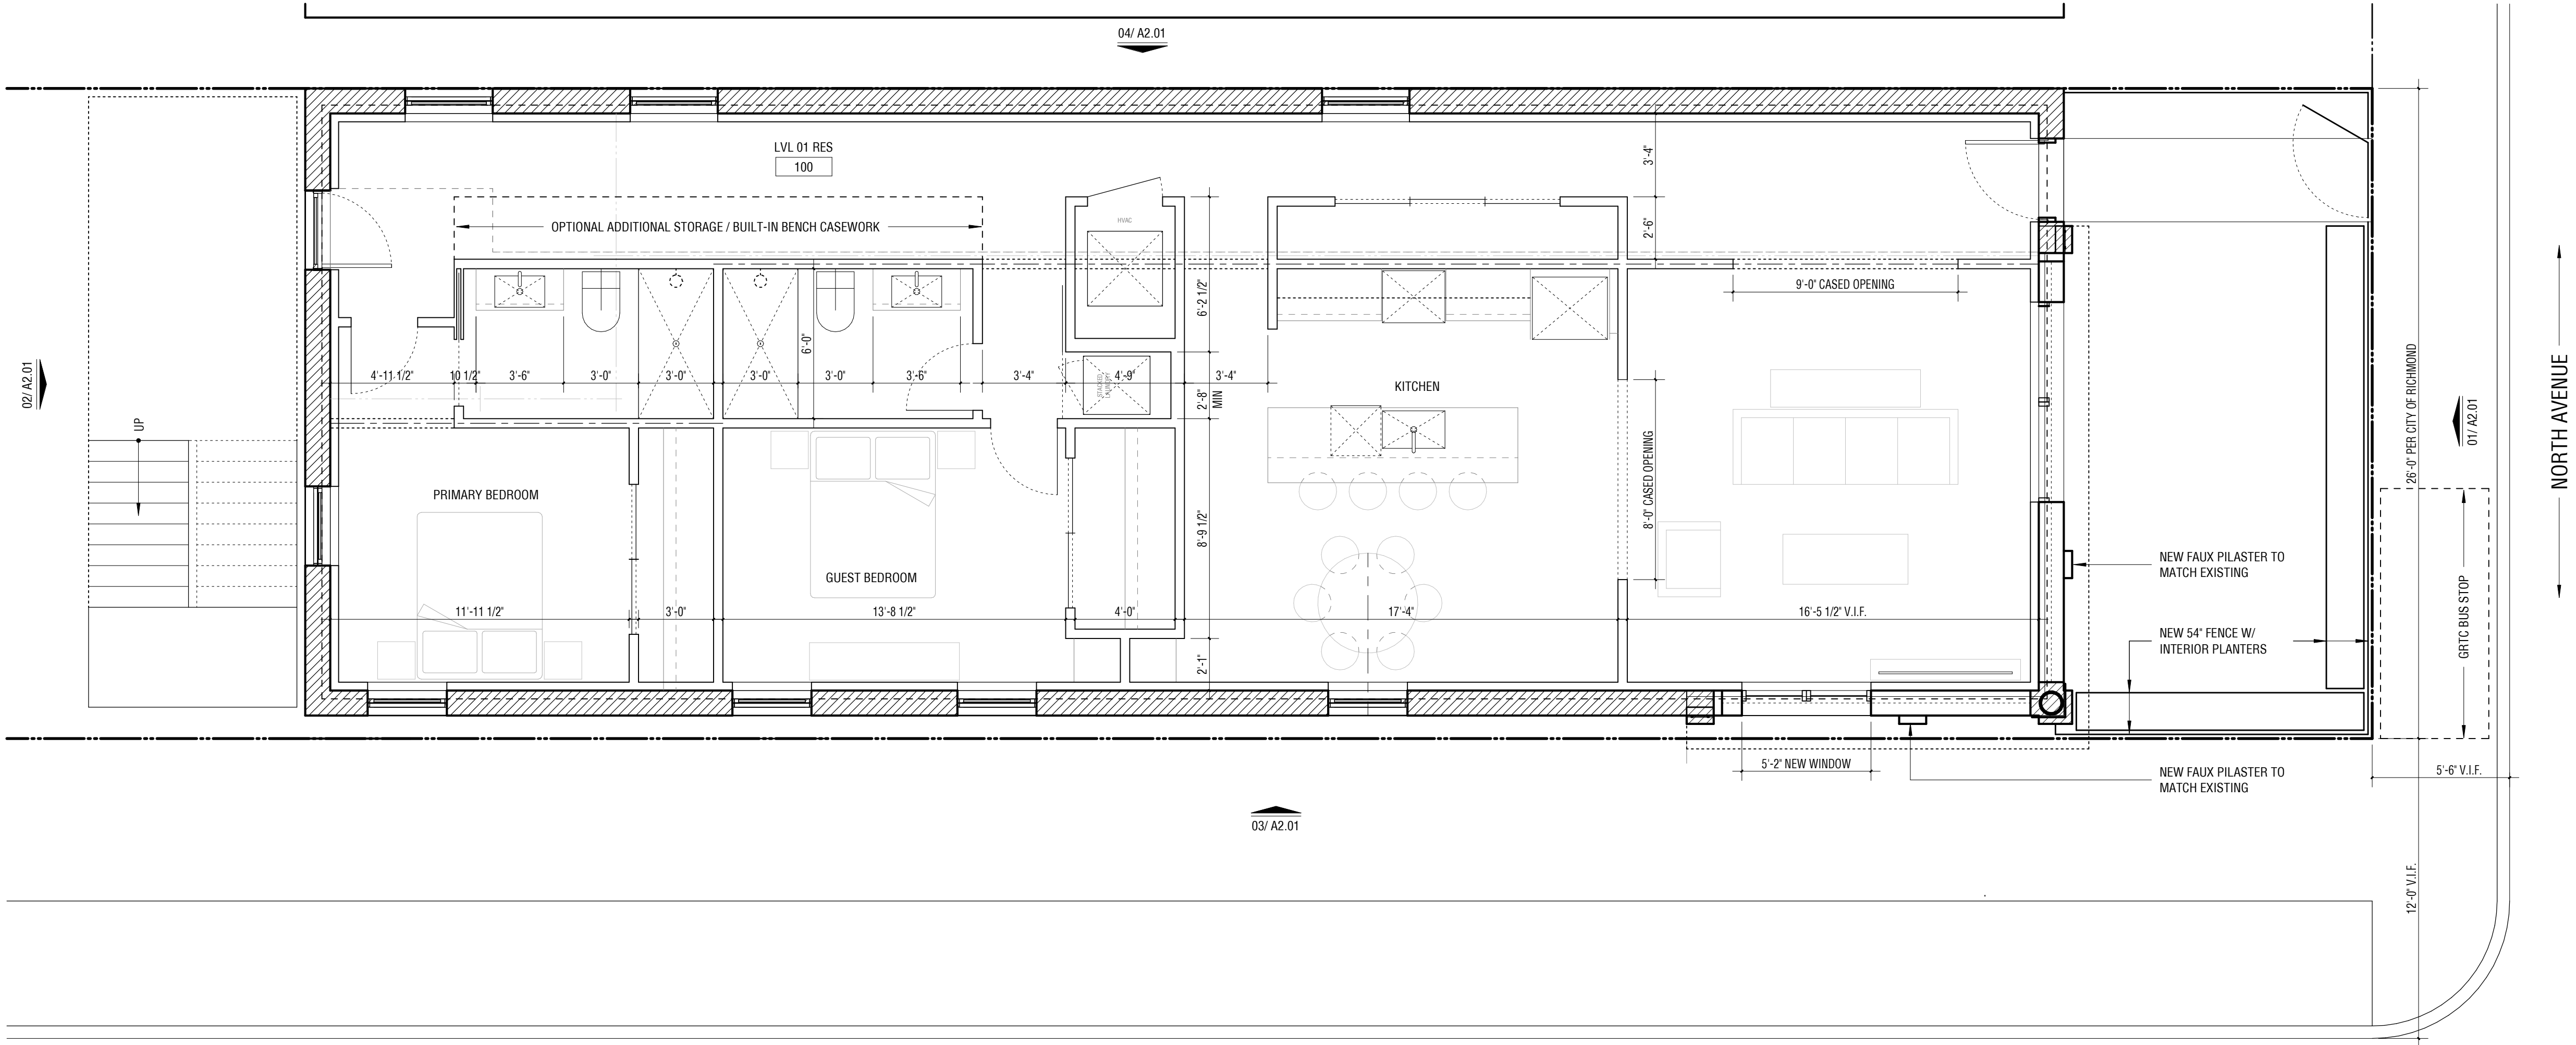 04/ A2.01
LVL 01 RES
100
3'-4"
HVAC
OPTIONAL ADDITIONAL STORAGE / BUILT-IN BENCH CASEWORK
2'-6"
9'-0" CASED OPENING
6'-2 1/2"
6'-0"
02/ A2.01
4'-11 1/2"
10 1/2"
3'-6"
3'-0"
3'-0"
3'-0"
3'-0"
3'-6"
3'-4"
4'-9"
3'-4"
STACKED
LAUNDRY
2'-8"
MIN
KITCHEN
26'-0" PER CITY OF RICHMOND
01/ A2.01
NORTH AVENUE
UP
8'-0" CASED OPENING
PRIMARY BEDROOM
8'-9 1/2"
GUEST BEDROOM
NEW FAUX PILASTER TO
MATCH EXISTING
GRTC BUS STOP
11'-11 1/2"
3'-0"
13'-8 1/2"
4'-0"
17'-4"
16'-5 1/2" V.I.F.
NEW 54" FENCE W/
INTERIOR PLANTERS
2'-1"
5'-2" NEW WINDOW
NEW FAUX PILASTER TO
MATCH EXISTING
5'-6" V.I.F.
03/ A2.01
12'-0" V.I.F.